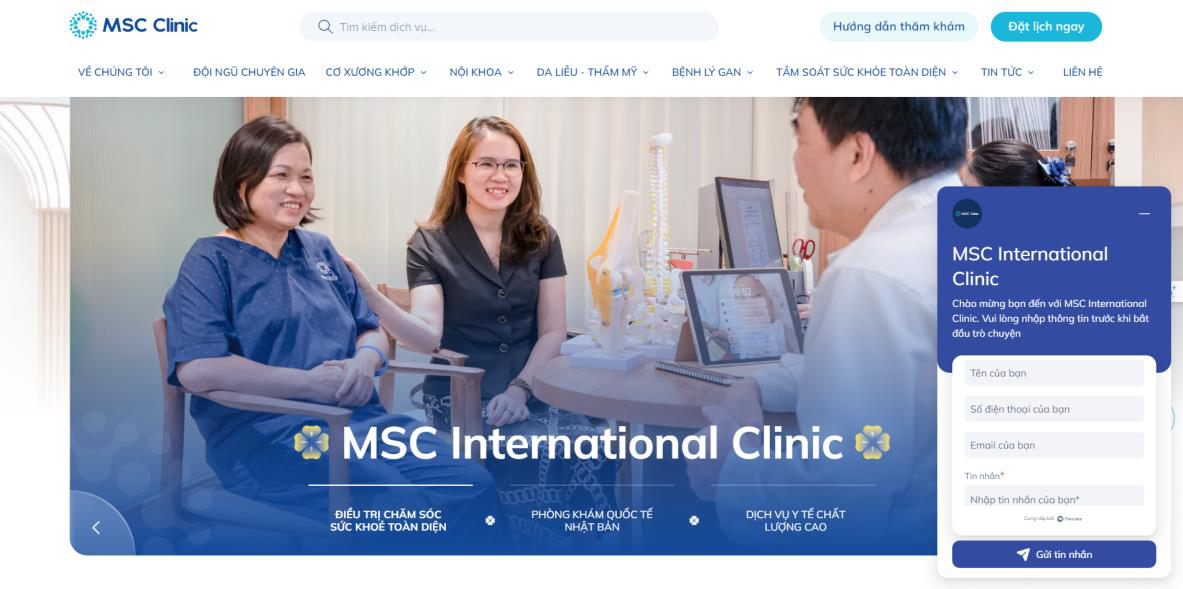 MSC Clinic
Tìm kiếm dịch vụ...
Hướng dẫn thăm khám
Đặt lịch ngay
VỀ CHÚNG TÔI
ĐỘI NGŨ CHUYÊN GIA
CƠ XƯƠNG KHỚP
NỘI KHOA
DA LIỄU - THẨM MỸ
BỆNH LÝ GAN
TẦM SOÁT SỨC KHỎE TOÀN DIỆN
TIN TỨC
LIÊN HỆ
09:52
MSC International Clinic
ĐIỀU TRỊ CHĂM SÓC
SỨC KHOẺ TOÀN DIỆN
PHÒNG KHÁM QUỐC TẾ
NHẬT BẢN
DỊCH VỤ Y TẾ CHẤT
LƯỢNG CAO
MSC Clinic
MSC International
Clinic
Chào mừng bạn đến với MSC International
Clinic. Vui lòng nhập thông tin trước khi bắt
đầu trò chuyện
Tên của bạn
Số điện thoại của bạn
Email của bạn
Tin nhắn*
Nhập tin nhắn của bạn*
Cung cấp bởi Pancake
Gửi tin nhắn